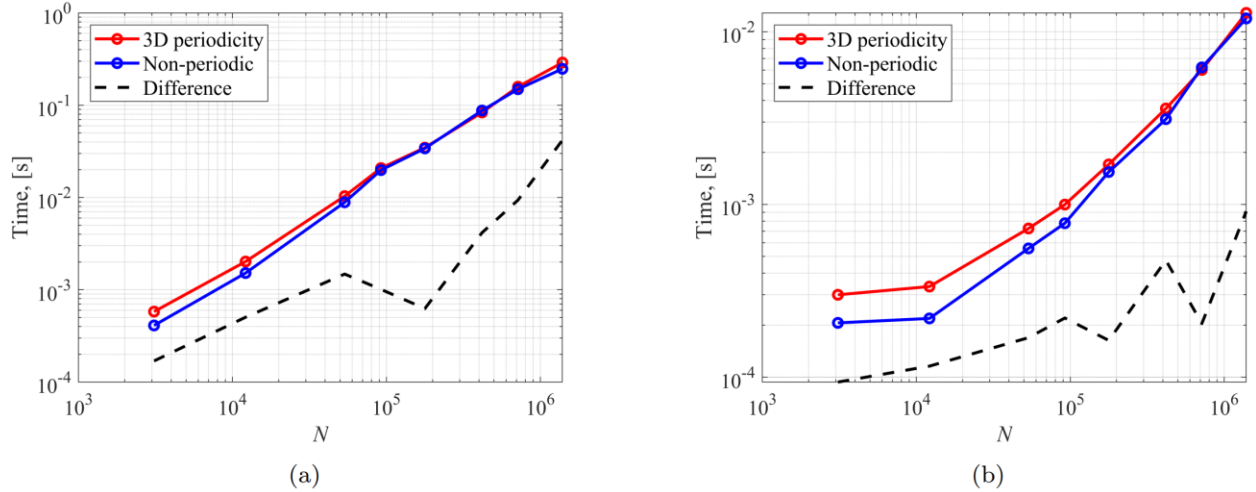 10^0
10^-1
10^-2
10^-3
10^-4
Time, [s]
3D periodicity
Non-periodic
Difference
10^3
10^4
10^5
10^6
N
(a)
10^-2
10^-3
10^-4
Time, [s]
3D periodicity
Non-periodic
Difference
10^3
10^4
10^5
10^6
N
(b)